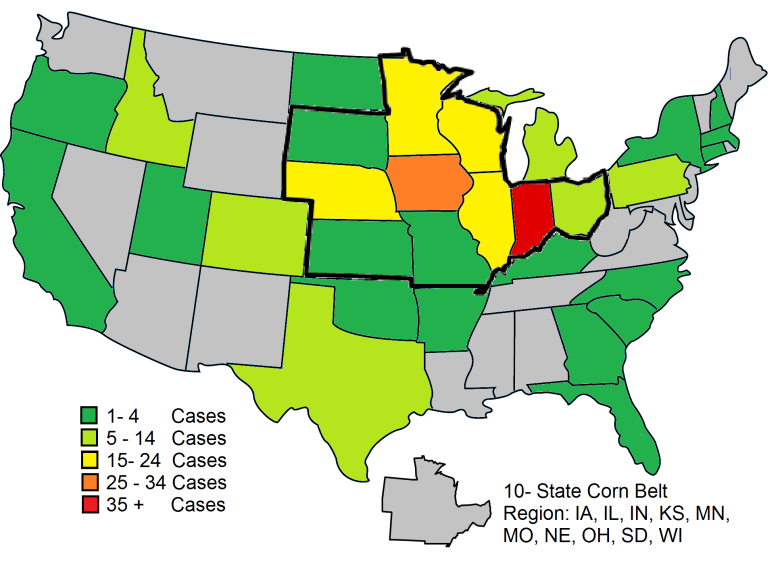 1- 4 Cases
5 - 14 Cases
15- 24 Cases
25 - 34 Cases
35 + Cases
10- State Corn Belt
Region: IA, IL, IN, KS, MN,
MO, NE, OH, SD, WI